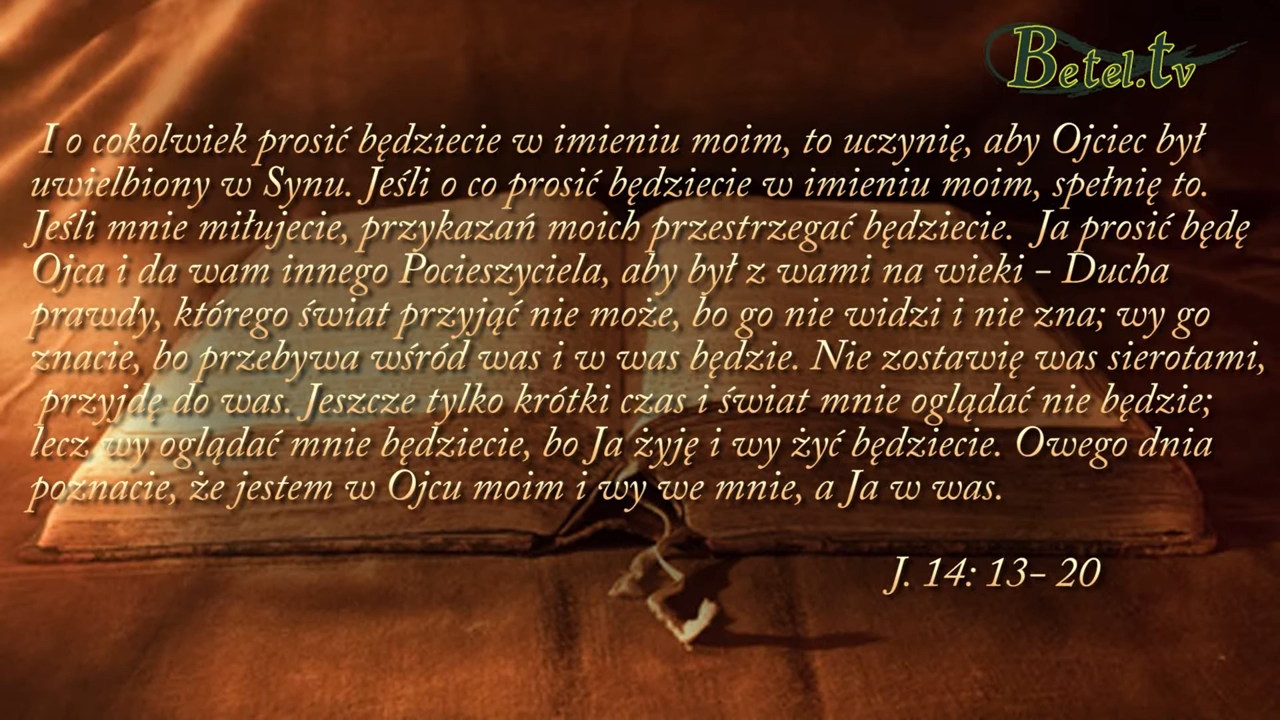 Betel.tv
I o cokolwiek prosić będziecie w imieniu moim, to uczynię, aby Ojciec był
uwielbiony w Synu. Jeśli o co prosić będziecie w imieniu moim, spełnię to.
Jeśli mnie miłujecie, przykazań moich przestrzegać będziecie. Ja prosić będę
Ojca i da wam innego Pocieszyciela, aby był z wami na wieki – Ducha
prawdy, którego świat przyjąć nie może, bo go nie widzi i nie zna; wy go
znacie, bo przebywa wśród was i w was będzie. Nie zostawię was sierotami,
przyjdę do was. Jeszcze tylko krótki czas i świat mnie oglądać nie będzie;
lecz wy oglądać mnie będziecie, bo Ja żyję i wy żyć będziecie. Owego dnia
poznacie, że jestem w Ojcu moim i wy we mnie, a Ja w was.
J. 14: 13– 20